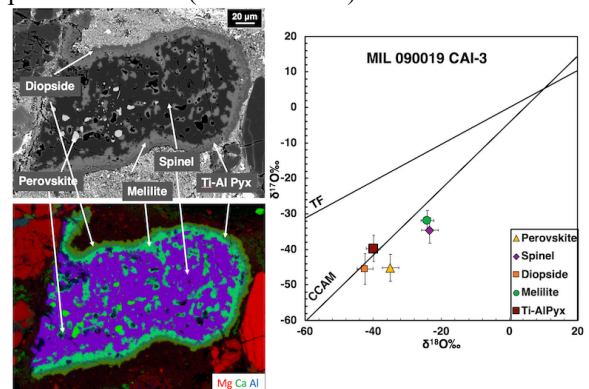 20 μm
Diopside
Spinel
Perovskite
Ti-Al Pyx
Melilite
Mg Ca Al
MIL 090019 CAI-3
δ¹⁷O‰
20
10
0
-10
-20
-30
-40
-50
-60
TF
CCAM
Perovskite
Spinel
Diopside
Melilite
Ti-AlPyx
-60
-40
-20
0
20
δ¹⁸O‰